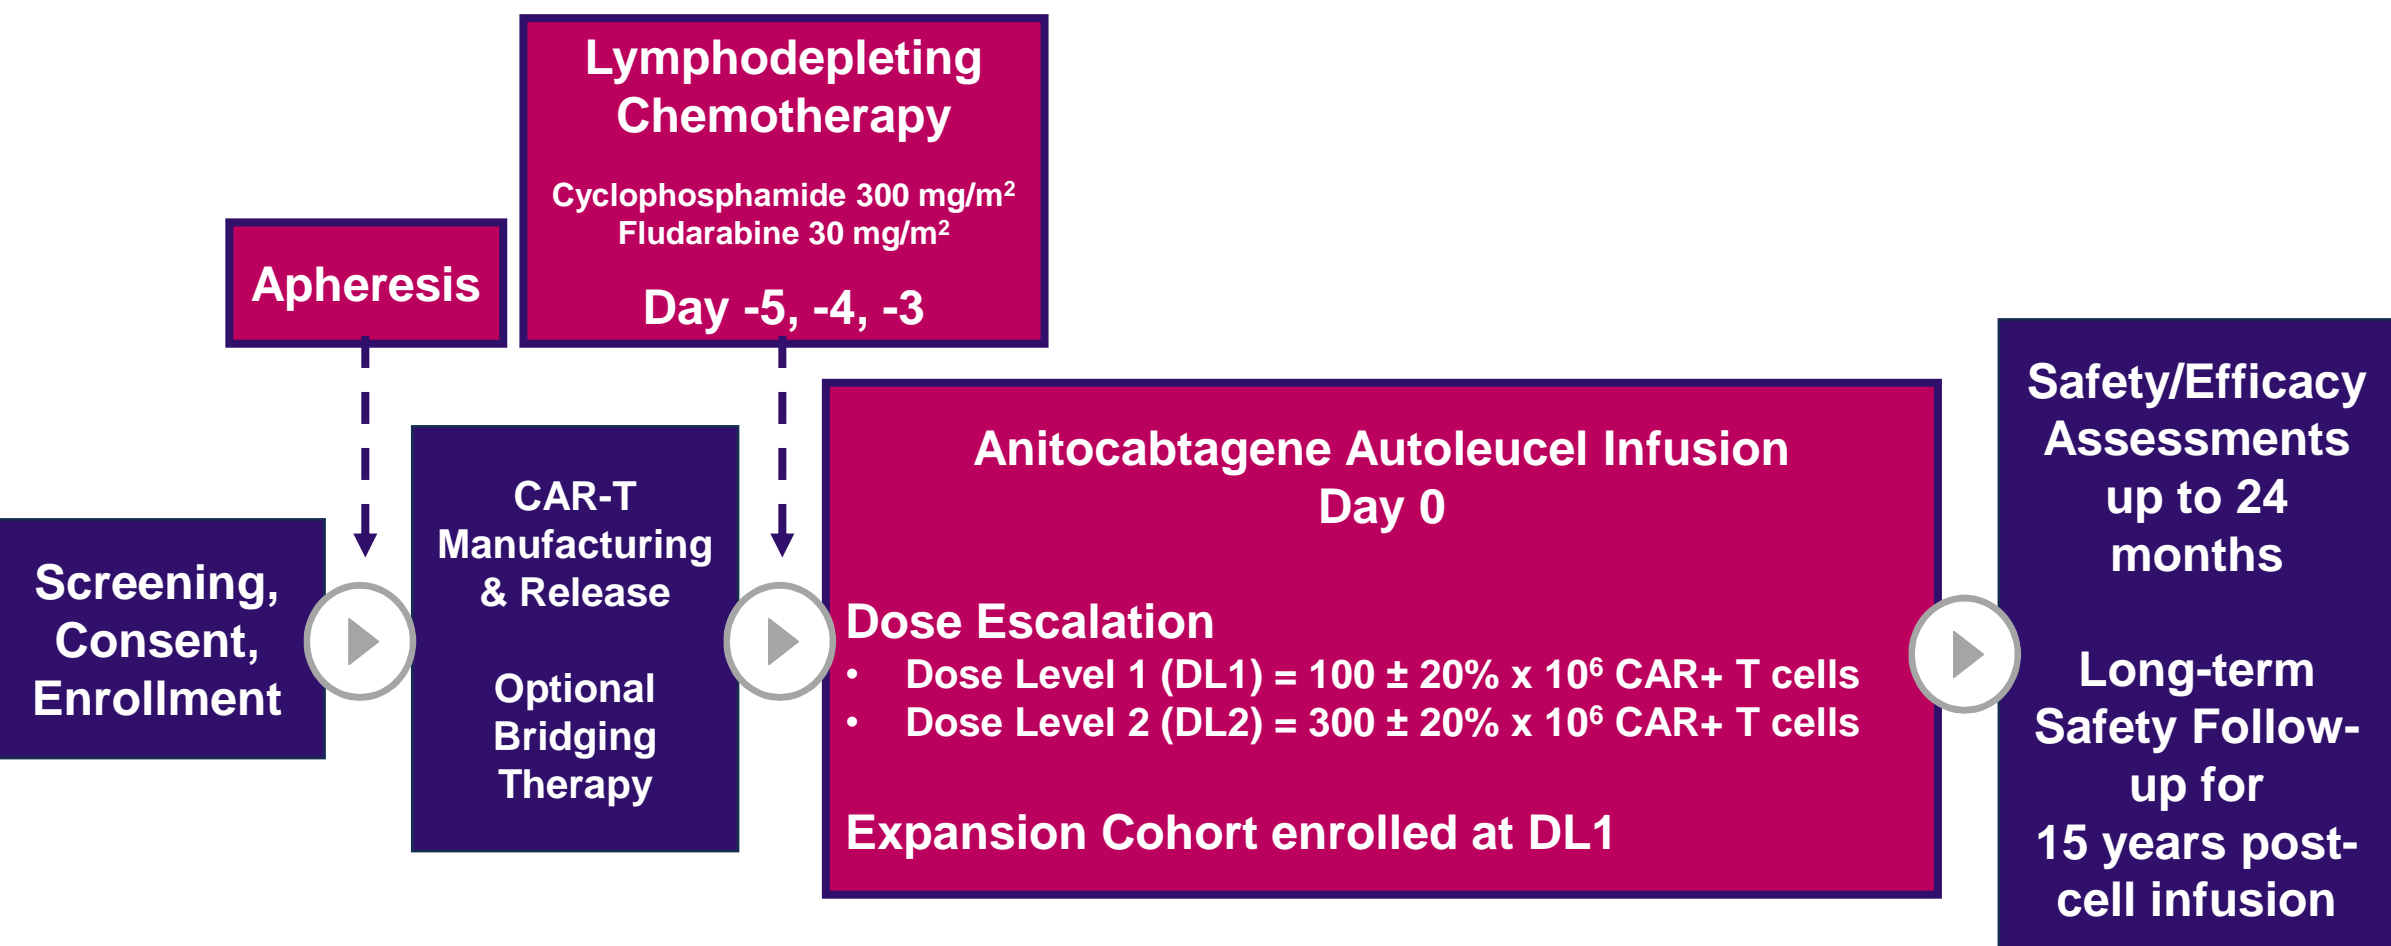 Lymphodepleting
Chemotherapy
Cyclophosphamide 300 mg/m²
Fludarabine 30 mg/m²
Day -5, -4, -3
Apheresis
Screening,
Consent,
Enrollment
CAR-T
Manufacturing
& Release
Optional
Bridging
Therapy
Anitocabtagene Autoleucel Infusion
Day 0
Dose Escalation
• Dose Level 1 (DL1) = 100 ± 20% x 10⁶ CAR+ T cells
• Dose Level 2 (DL2) = 300 ± 20% x 10⁶ CAR+ T cells
Expansion Cohort enrolled at DL1
Safety/Efficacy
Assessments
up to 24
months
Long-term
Safety Follow-
up for
15 years post-
cell infusion